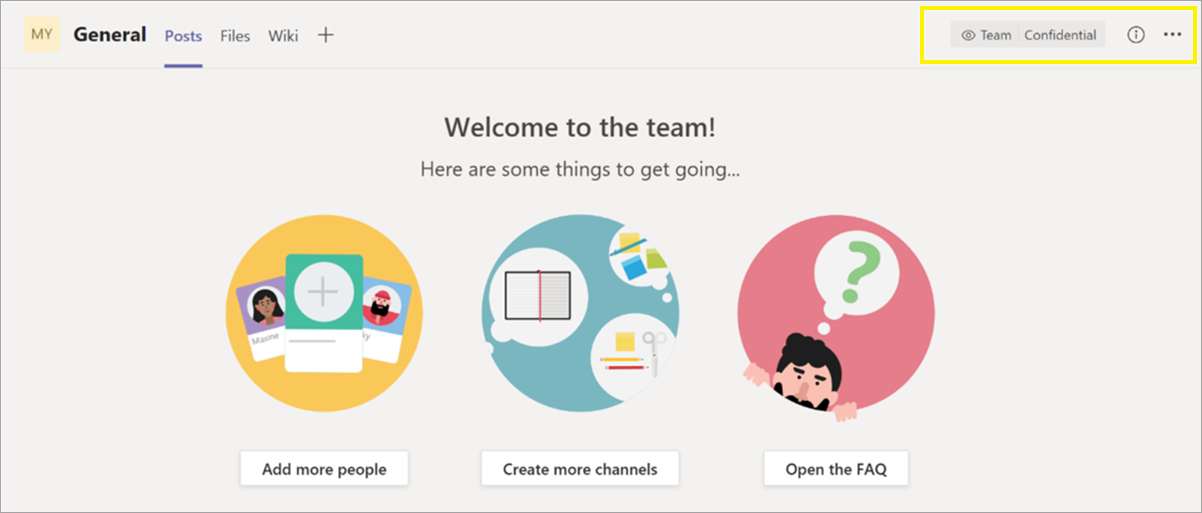 MY General Posts Files Wiki Team Confidential
Welcome to the team!
Here are some things to get going...
Maxine
Add more people Create more channels Open the FAQ